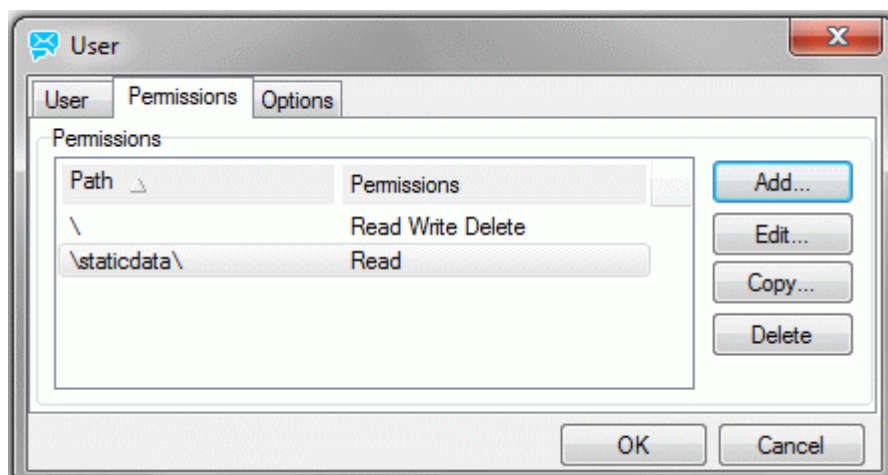 User
User Permissions Options
Permissions
Path Permissions
\ Read Write Delete
\staticdata\ Read
Add...
Edit...
Copy...
Delete
OK Cancel